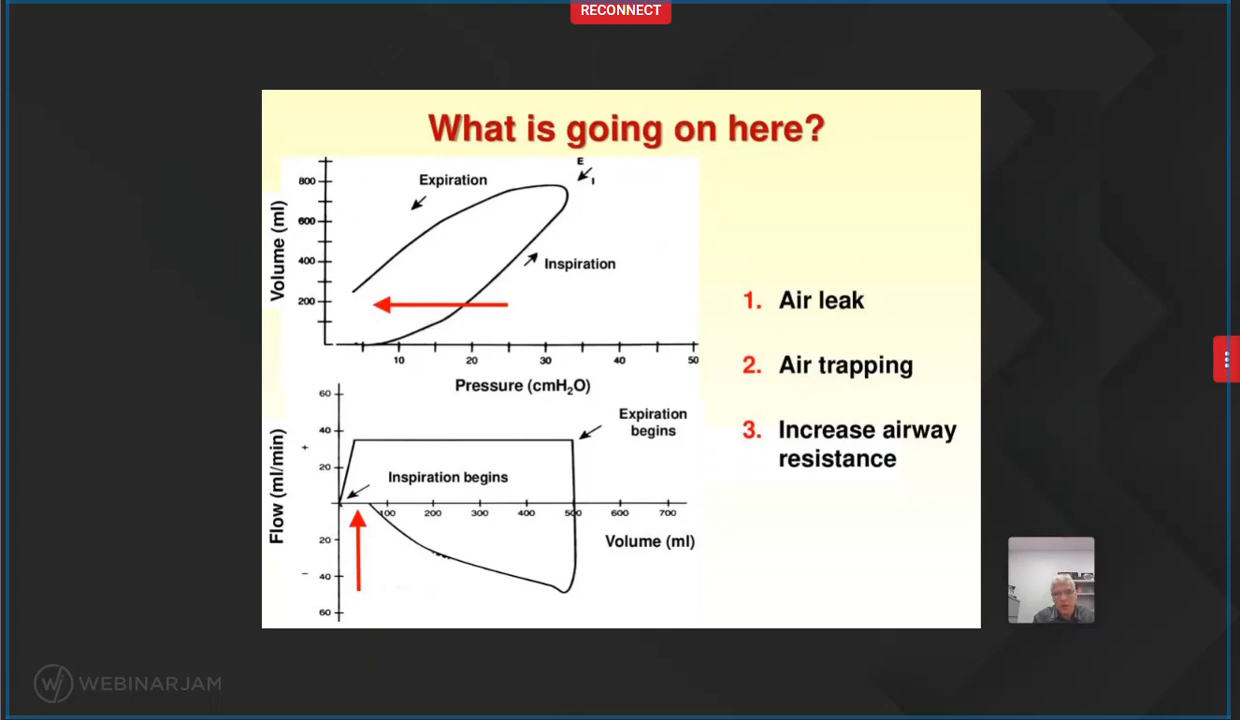 RECONNECT
What is going on here?
Volume (ml)
800
600
400
200
Expiration
E
I
Inspiration
10
20
30
40
50
Pressure (cmH₂O)
Flow (ml/min)
60
40
+
20
20
−
40
60
Inspiration begins
Expiration
begins
100
200
300
400
500
600
700
Volume (ml)
1. Air leak
2. Air trapping
3. Increase airway
resistance
WEBINARJAM